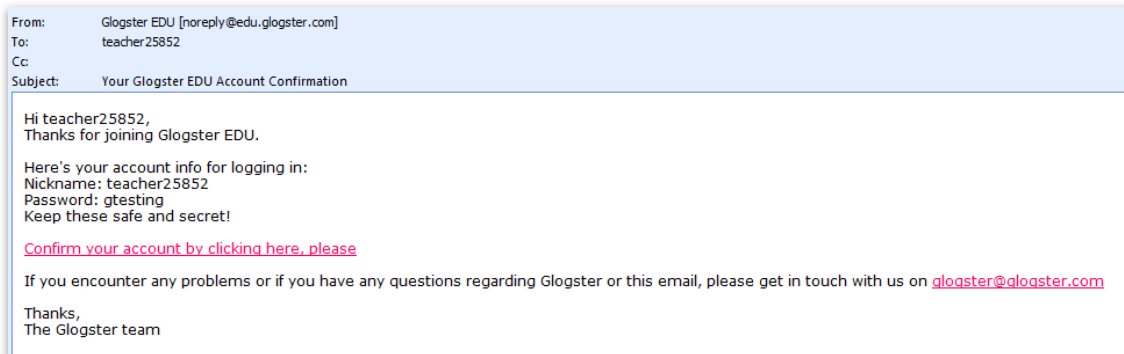 From: Glogster EDU [noreply@edu.glogster.com]
To: teacher25852
Cc:
Subject: Your Glogster EDU Account Confirmation
Hi teacher25852,
Thanks for joining Glogster EDU.
Here's your account info for logging in:
Nickname: teacher25852
Password: gtesting
Keep these safe and secret!
Confirm your account by clicking here, please
If you encounter any problems or if you have any questions regarding Glogster or this email, please get in touch with us on glogster@glogster.com
Thanks,
The Glogster team